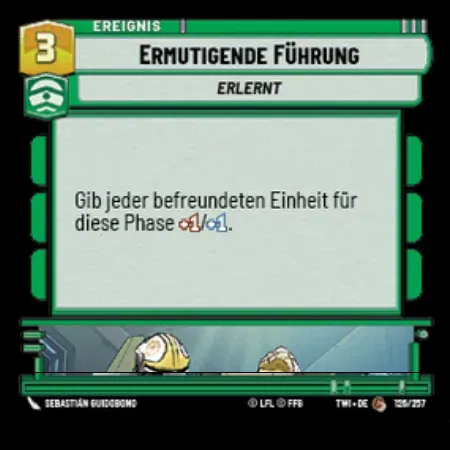 EREIGNIS
3
ERMUTIGENDE FÜHRUNG
ERLERNT
Gib jeder befreundeten Einheit für
diese Phase +1/+1.
SEBASTIÁN GUIDOBONO © LFL © FFG TWI • DE 126/257